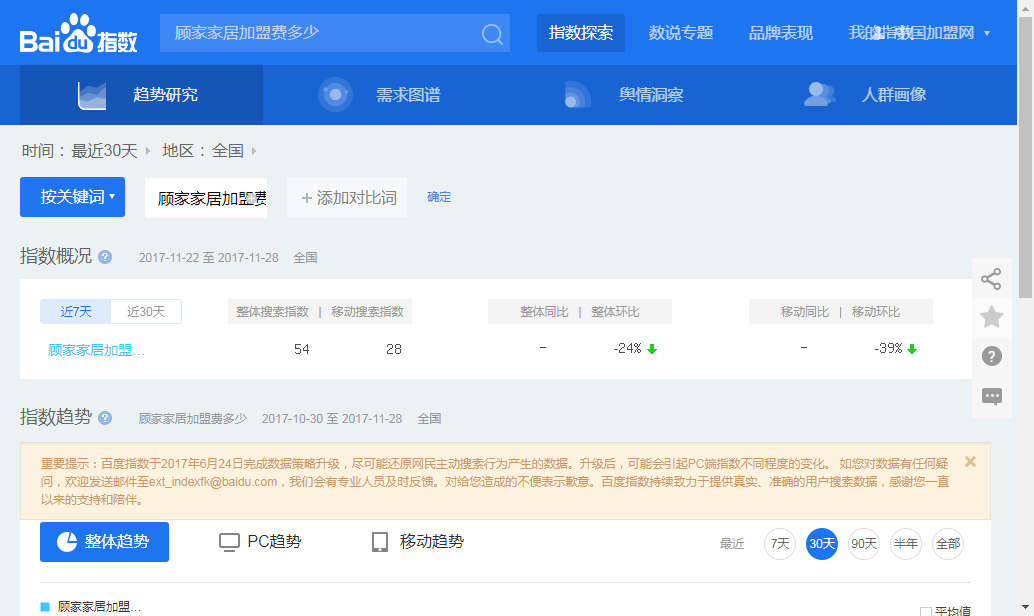 Baidu指数
顾家家居加盟费多少
指数探索 数说专题 品牌表现
趋势研究 需求图谱 舆情洞察 人群画像
时间： 最近30天 地区： 全国
按关键词 顾家家居加盟费 +添加对比词 确定
指数概况 ? 2017-11-22 至 2017-11-28 全国
近7天 近30天 整体搜索指数 | 移动搜索指数 整体同比 | 整体环比 移动同比 | 移动环比
顾家家居加盟... 54 28 - -24% - -39%
指数趋势 ? 顾家家居加盟费多少 2017-10-30 至 2017-11-28 全国
重要提示：百度指数于2017年6月24日完成数据策略升级，尽可能还原网民主动搜索行为产生的数据。升级后，可能会引起PC端指数不同程度的变化。 如您对数据有任何疑
问，欢迎发送邮件至ext_indexfk@baidu.com，我们会有专业人员及时反馈。对给您造成的不便表示歉意。百度指数持续致力于提供真实、准确的用户搜索数据，感谢您一直
以来的支持和陪伴。
整体趋势 PC趋势 移动趋势 最近 7天 30天 90天 半年 全部
顾家家居加盟... 平均值